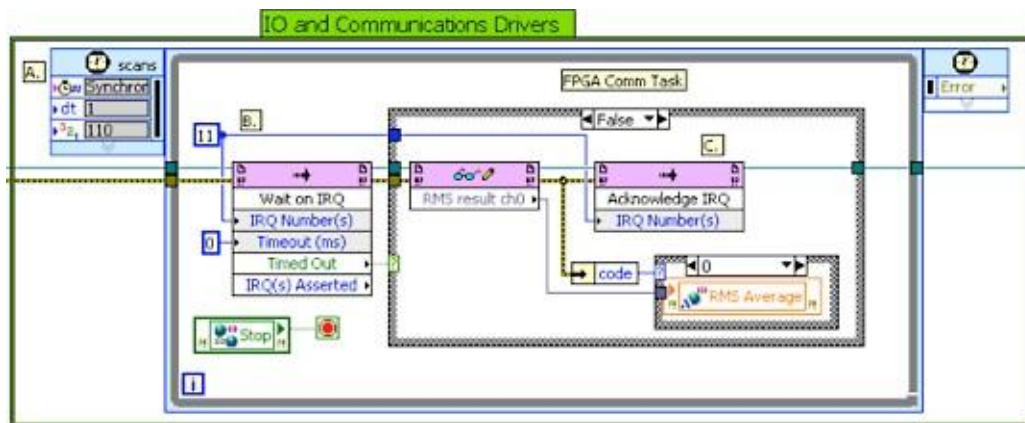 IO and Communications Drivers
A.
scans
Synchror
dt 1
110
FPGA Comm Task
Error
False
11
B.
C.
Wait on IRQ
IRQ Number(s)
Timeout (ms)
Timed Out
IRQ(s) Asserted
0
RMS result ch0
Acknowledge IRQ
IRQ Number(s)
code
0
RMS Average
Stop
i